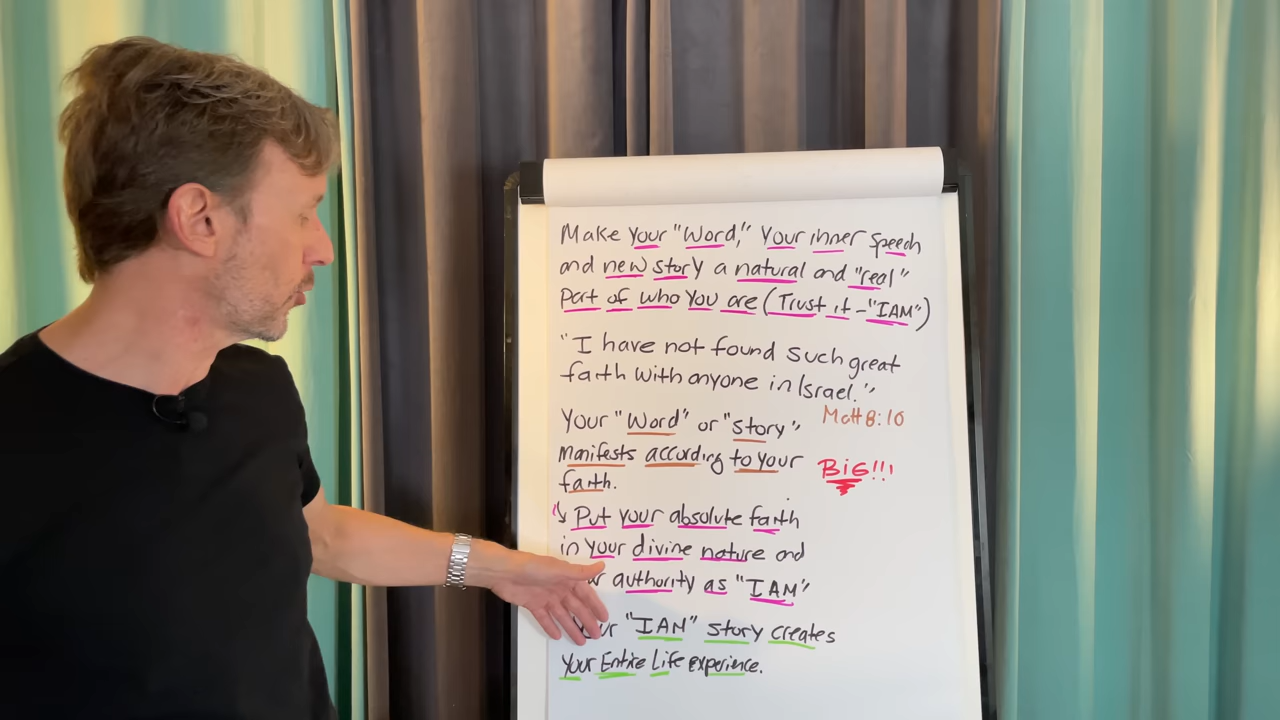 Make your "Word," your inner speech
and new story a natural and "real"
part of who you are (Trust it - "I AM")
"I have not found such great
faith with anyone in Israel."
Matt 8:10
Your "Word" or "story"
manifests according to your
faith.
BIG!!!
↳ Put your absolute faith
in your divine nature and
authority as "I AM"
"I AM" story creates
your Entire Life experience.